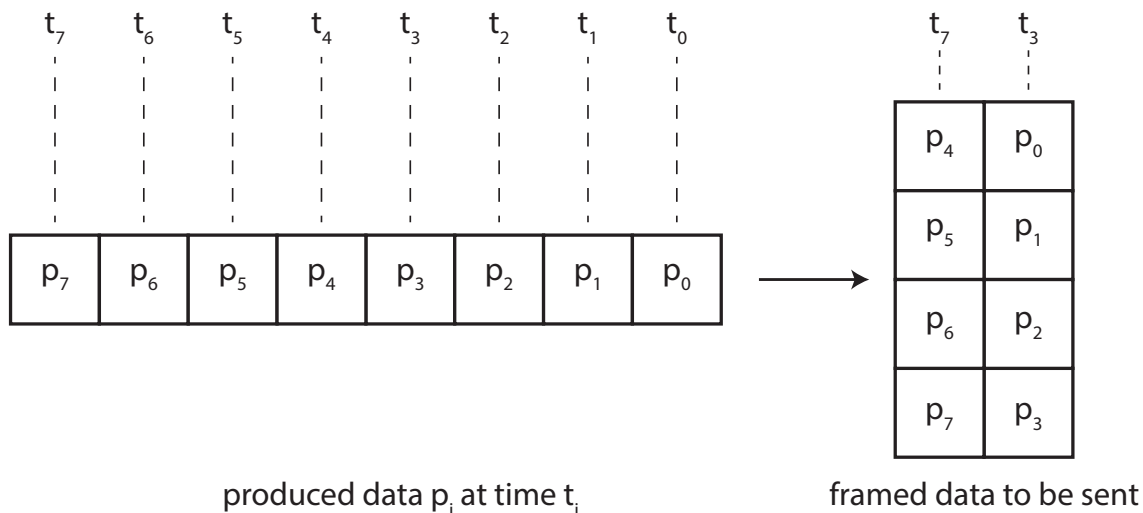 t₇ t₆ t₅ t₄ t₃ t₂ t₁ t₀
p₇ p₆ p₅ p₄ p₃ p₂ p₁ p₀
produced data pᵢ at time tᵢ
t₇ t₃
p₄ p₀
p₅ p₁
p₆ p₂
p₇ p₃
framed data to be sent